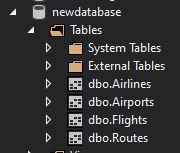 newdatabase
Tables
System Tables
External Tables
dbo.Airlines
dbo.Airports
dbo.Flights
dbo.Routes